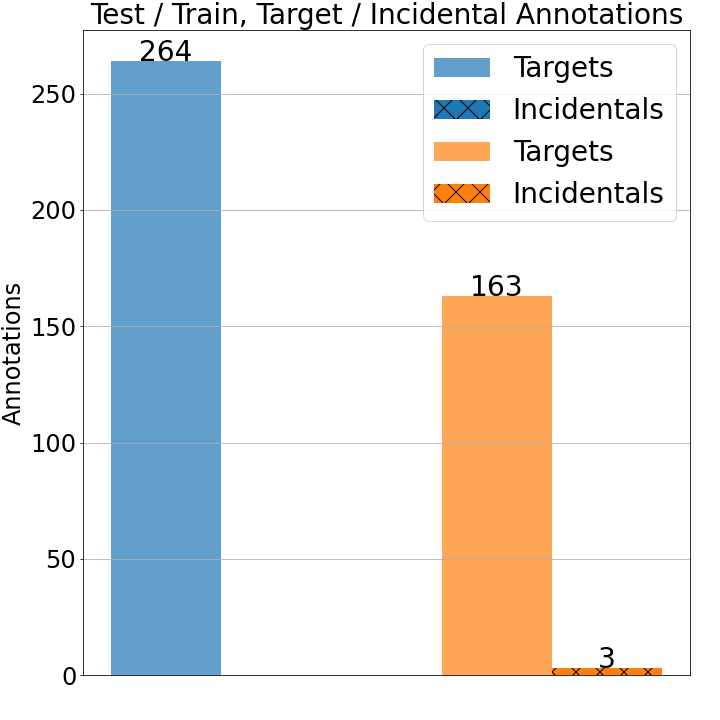 Test / Train, Target / Incidental Annotations
264
Targets
Incidentals
Targets
Incidentals
250
200
163
150
Annotations
100
50
3
0